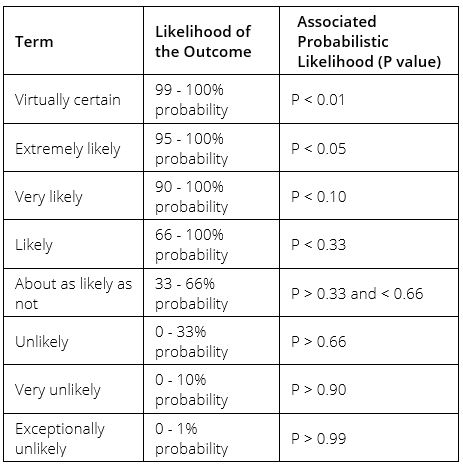 Term
Likelihood of
the Outcome
Associated
Probabilistic
Likelihood (P value)
Virtually certain
99 - 100%
probability
P < 0.01
Extremely likely
95 - 100%
probability
P < 0.05
Very likely
90 - 100%
probability
P < 0.10
Likely
66 - 100%
probability
P < 0.33
About as likely as
not
33 - 66%
probability
P > 0.33 and < 0.66
Unlikely
0 - 33%
probability
P > 0.66
Very unlikely
0 - 10%
probability
P > 0.90
Exceptionally
unlikely
0 - 1%
probability
P > 0.99